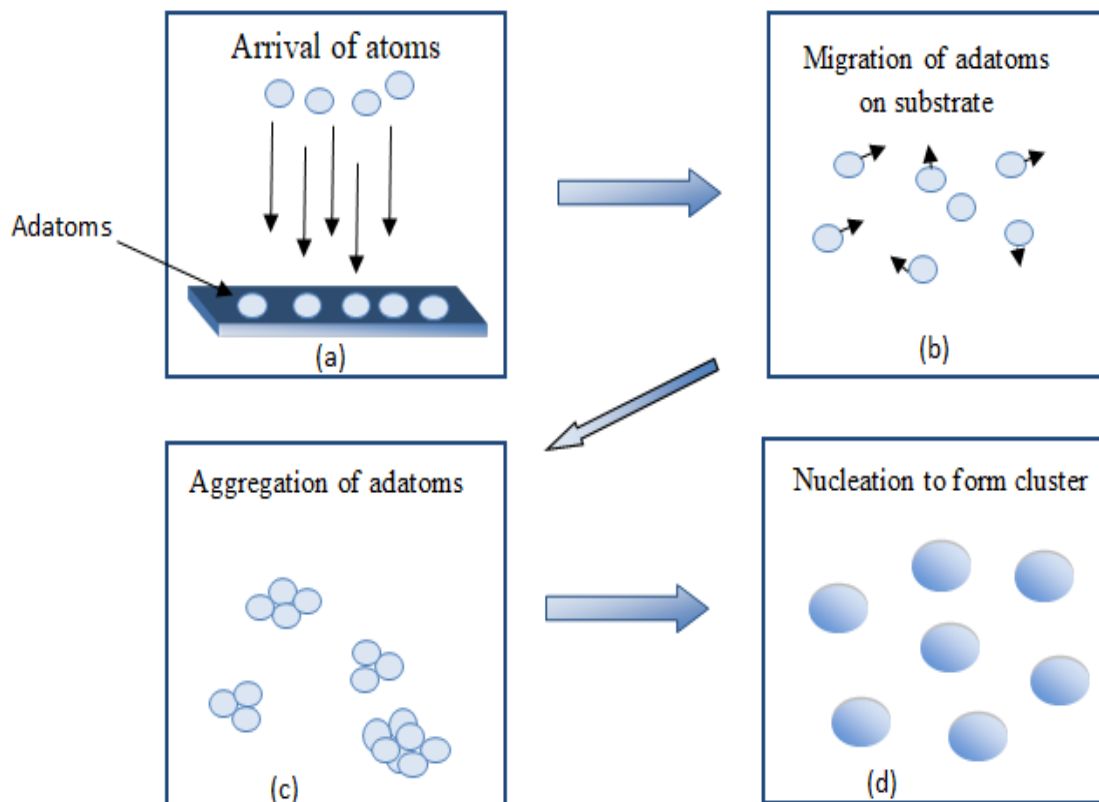 Arrival of atoms
Adatoms
(a)
Migration of adatoms
on substrate
(b)
Aggregation of adatoms
(c)
Nucleation to form cluster
(d)